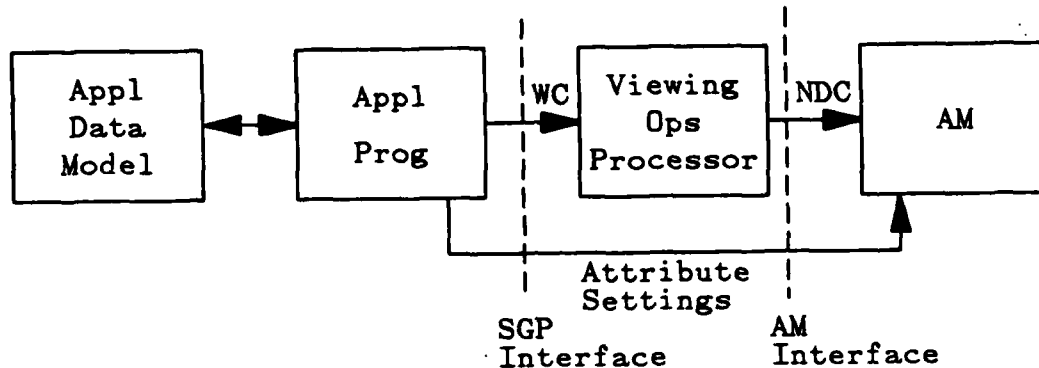 Appl
Data
Model
Appl
Prog
WC
Viewing
Ops
Processor
NDC
AM
Attribute
Settings
SGP
Interface
AM
Interface